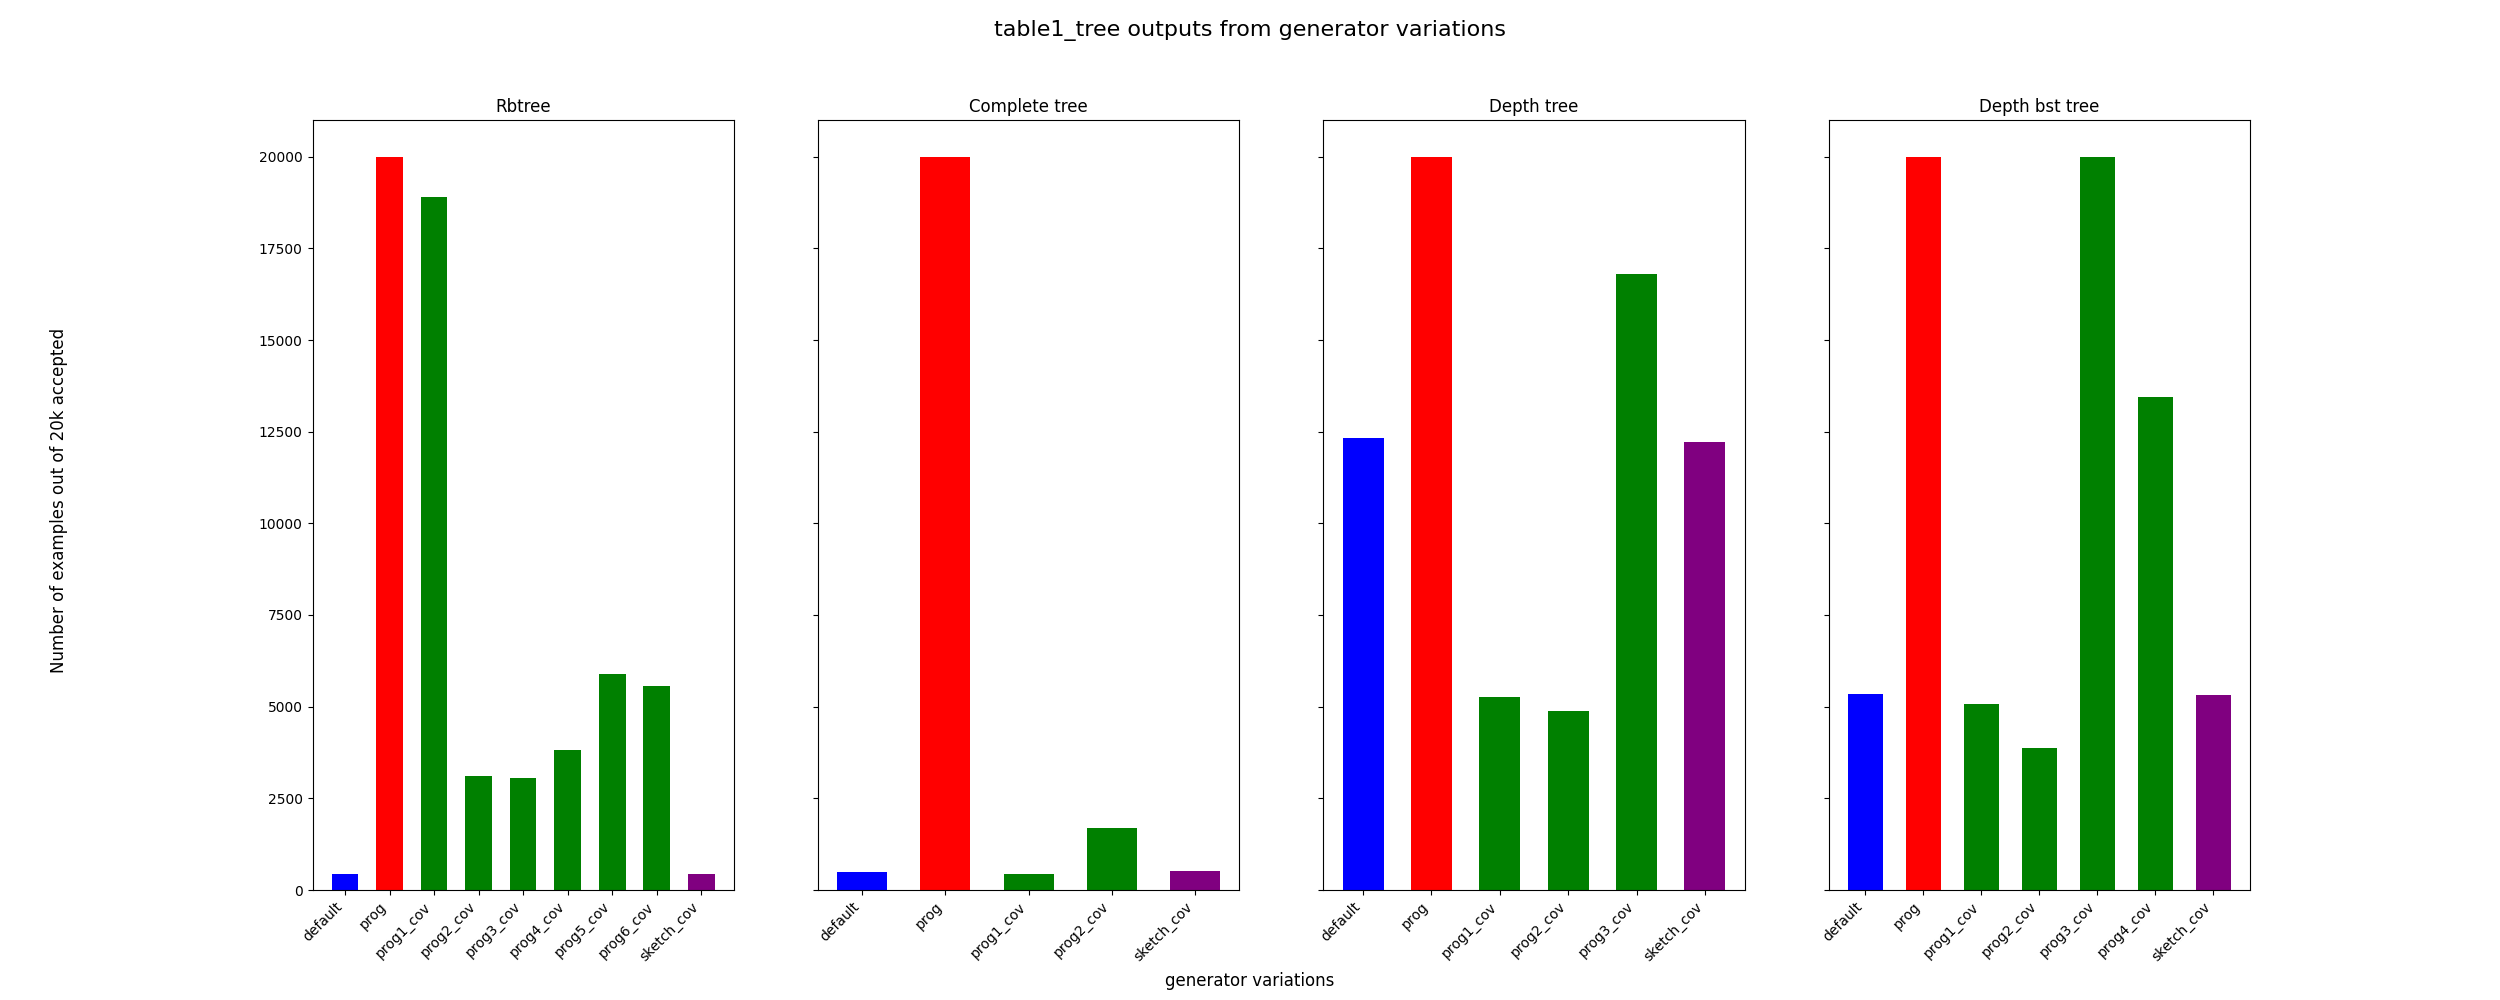 table1_tree outputs from generator variations
Rbtree
Complete tree
Depth tree
Depth bst tree
Number of examples out of 20k accepted
20000
17500
15000
12500
10000
7500
5000
2500
0
default
prog
prog1_cov
prog2_cov
prog3_cov
prog4_cov
prog5_cov
prog6_cov
sketch_cov
default
prog
prog1_cov
prog2_cov
sketch_cov
default
prog
prog1_cov
prog2_cov
prog3_cov
sketch_cov
default
prog
prog1_cov
prog2_cov
prog3_cov
prog4_cov
sketch_cov
generator variations